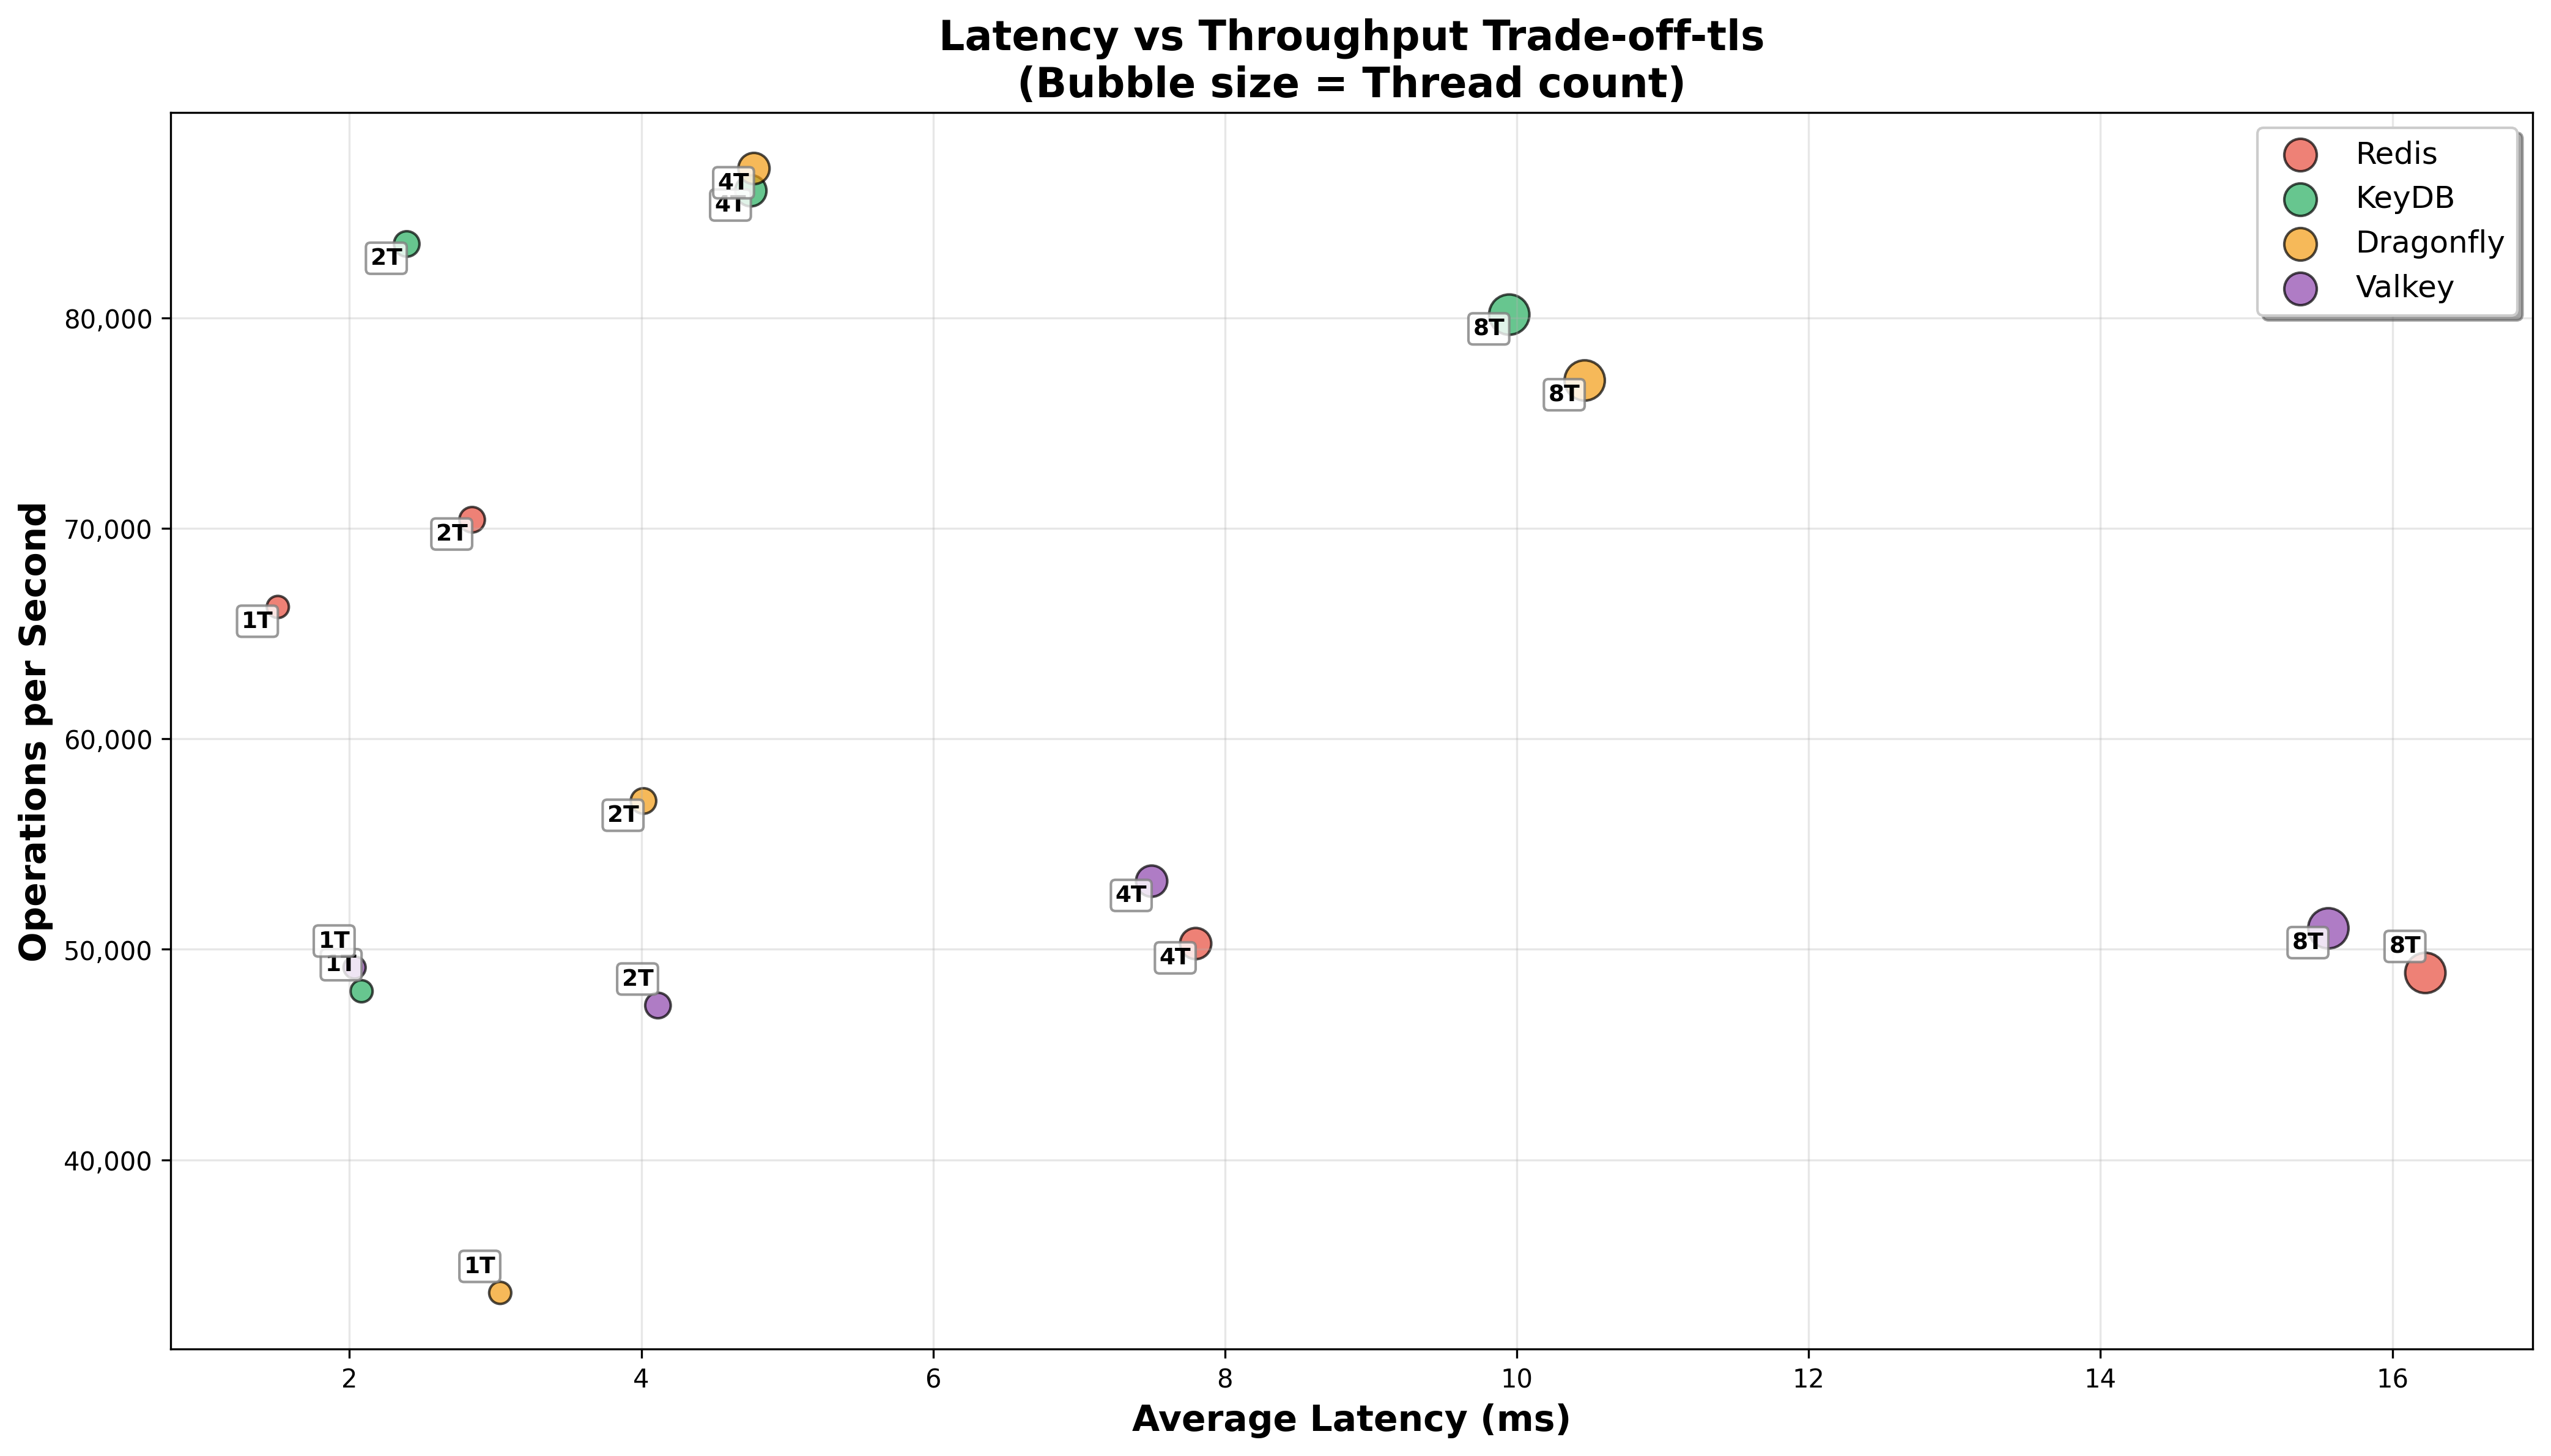 Latency vs Throughput Trade-off-tls
(Bubble size = Thread count)
Redis
KeyDB
Dragonfly
Valkey
Operations per Second
80,000
70,000
60,000
50,000
40,000
4T
4T
2T
8T
8T
2T
1T
2T
4T
1T
4T
8T
8T
1T
2T
1T
2
4
6
8
10
12
14
16
Average Latency (ms)